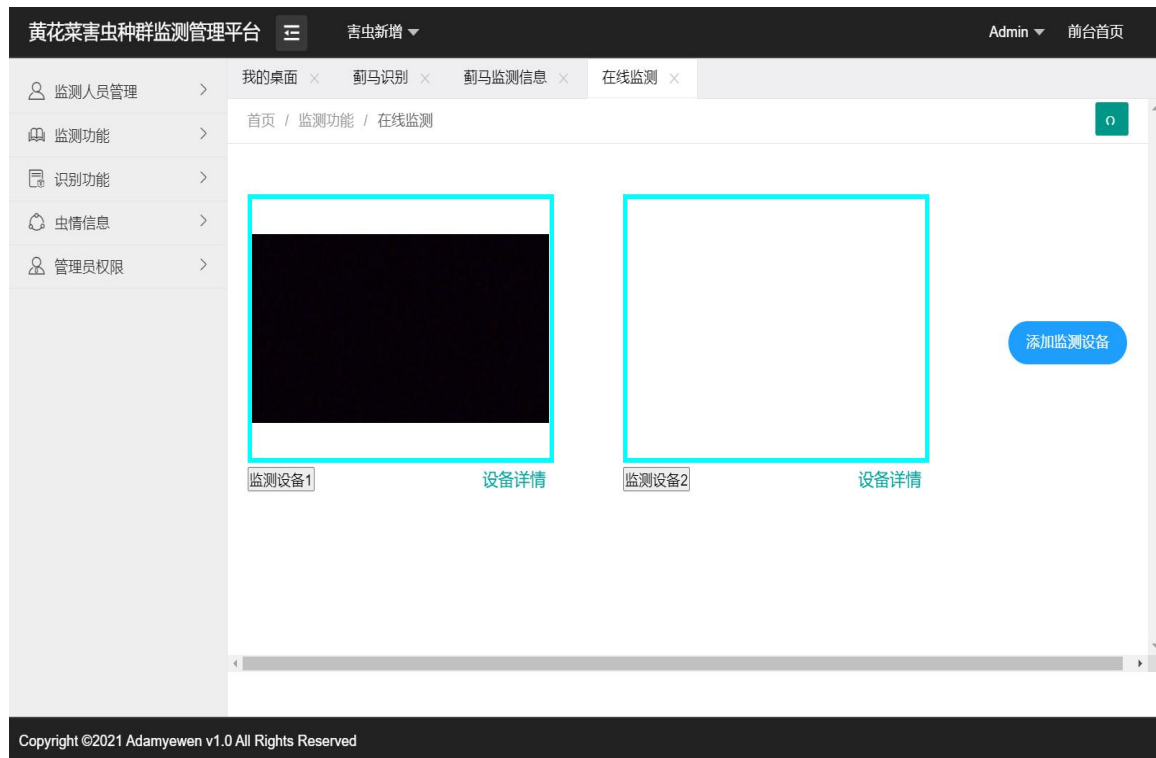 黄花菜害虫种群监测管理平台 害虫新增 Admin 前台首页
我的桌面 蓟马识别 蓟马监测信息 在线监测
首页 / 监测功能 / 在线监测
监测人员管理
监测功能
识别功能
虫情信息
管理员权限
添加监测设备
监测设备1 设备详情 监测设备2 设备详情
Copyright ©2021 Adamyewen v1.0 All Rights Reserved